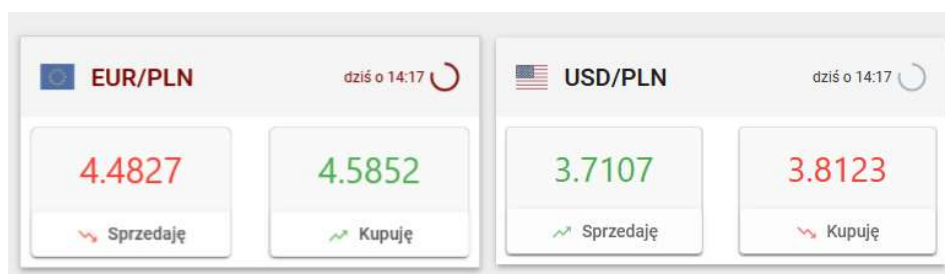 EUR/PLN dziś o 14:17
4.4827 4.5852
Sprzedaję Kupuję
USD/PLN dziś o 14:17
3.7107 3.8123
Sprzedaję Kupuję